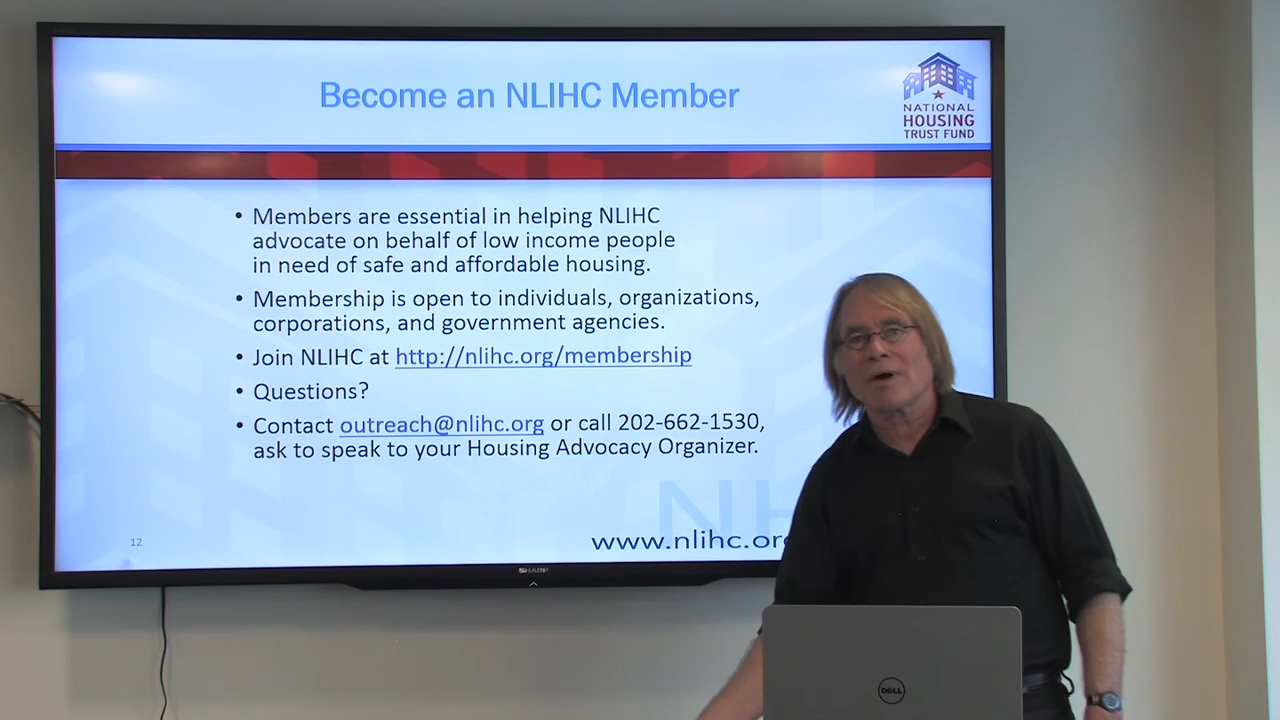 Become an NLIHC Member
NATIONAL
HOUSING
TRUST FUND
• Members are essential in helping NLIHC
advocate on behalf of low income people
in need of safe and affordable housing.
• Membership is open to individuals, organizations,
corporations, and government agencies.
• Join NLIHC at http://nlihc.org/membership
• Questions?
• Contact outreach@nlihc.org or call 202-662-1530,
ask to speak to your Housing Advocacy Organizer.
NH
12
www.nlihc.org
SHARP
DELL